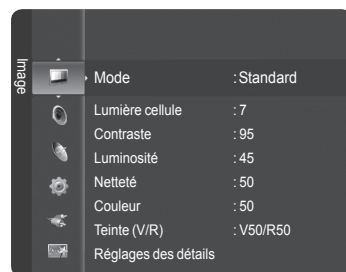 Image
Mode : Standard
Lumière cellule : 7
Contraste : 95
Luminosité : 45
Netteté : 50
Couleur : 50
Teinte (V/R) : V50/R50
Réglages des détails